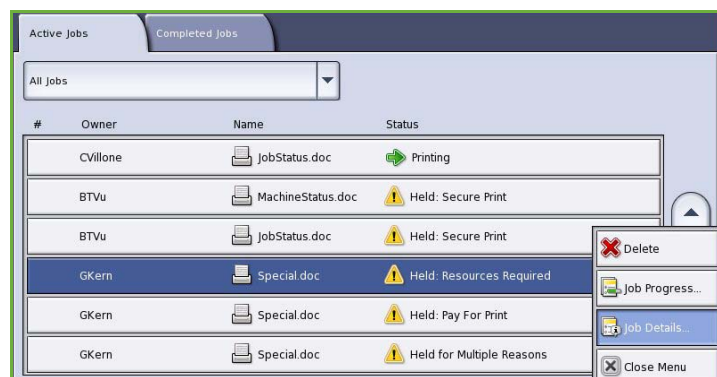 Active Jobs
Completed Jobs
All Jobs
# Owner Name Status
CVillone JobStatus.doc Printing
BTVu MachineStatus.doc Held: Secure Print
BTVu JobStatus.doc Held: Secure Print
Delete
GKern Special.doc Held: Resources Required
Job Progress...
GKern Special.doc Held: Pay For Print
Job Details...
GKern Special.doc Held for Multiple Reasons
Close Menu